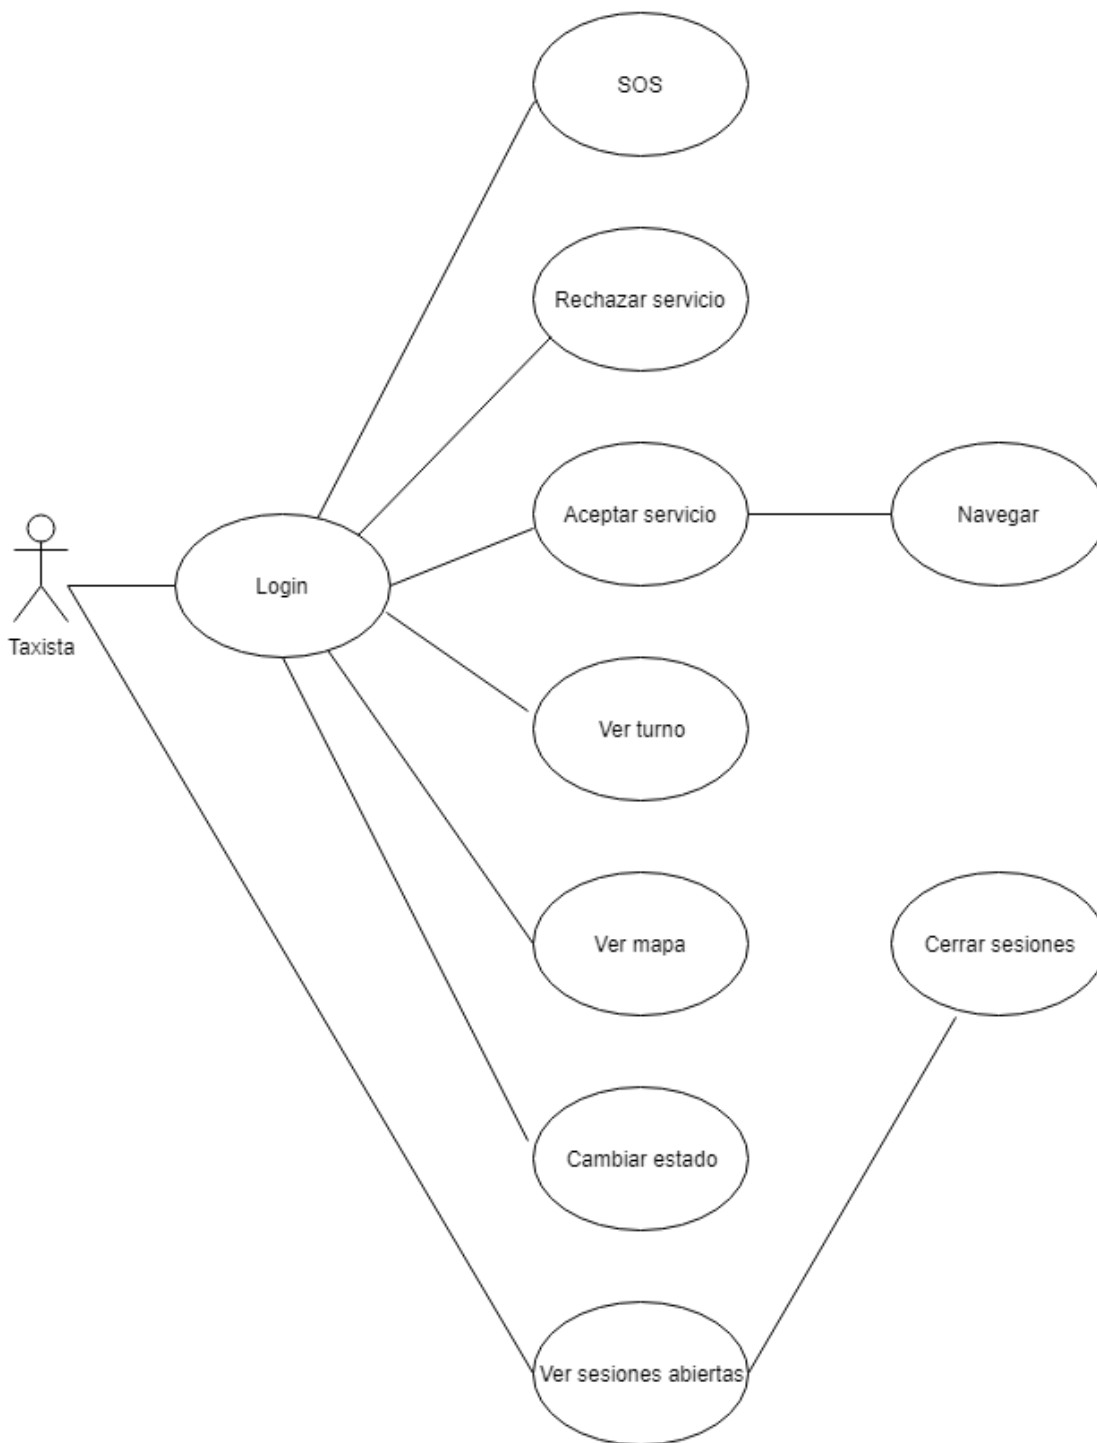 SOS
Rechazar servicio
Aceptar servicio
Navegar
Login
Taxista
Ver turno
Ver mapa
Cerrar sesiones
Cambiar estado
Ver sesiones abiertas